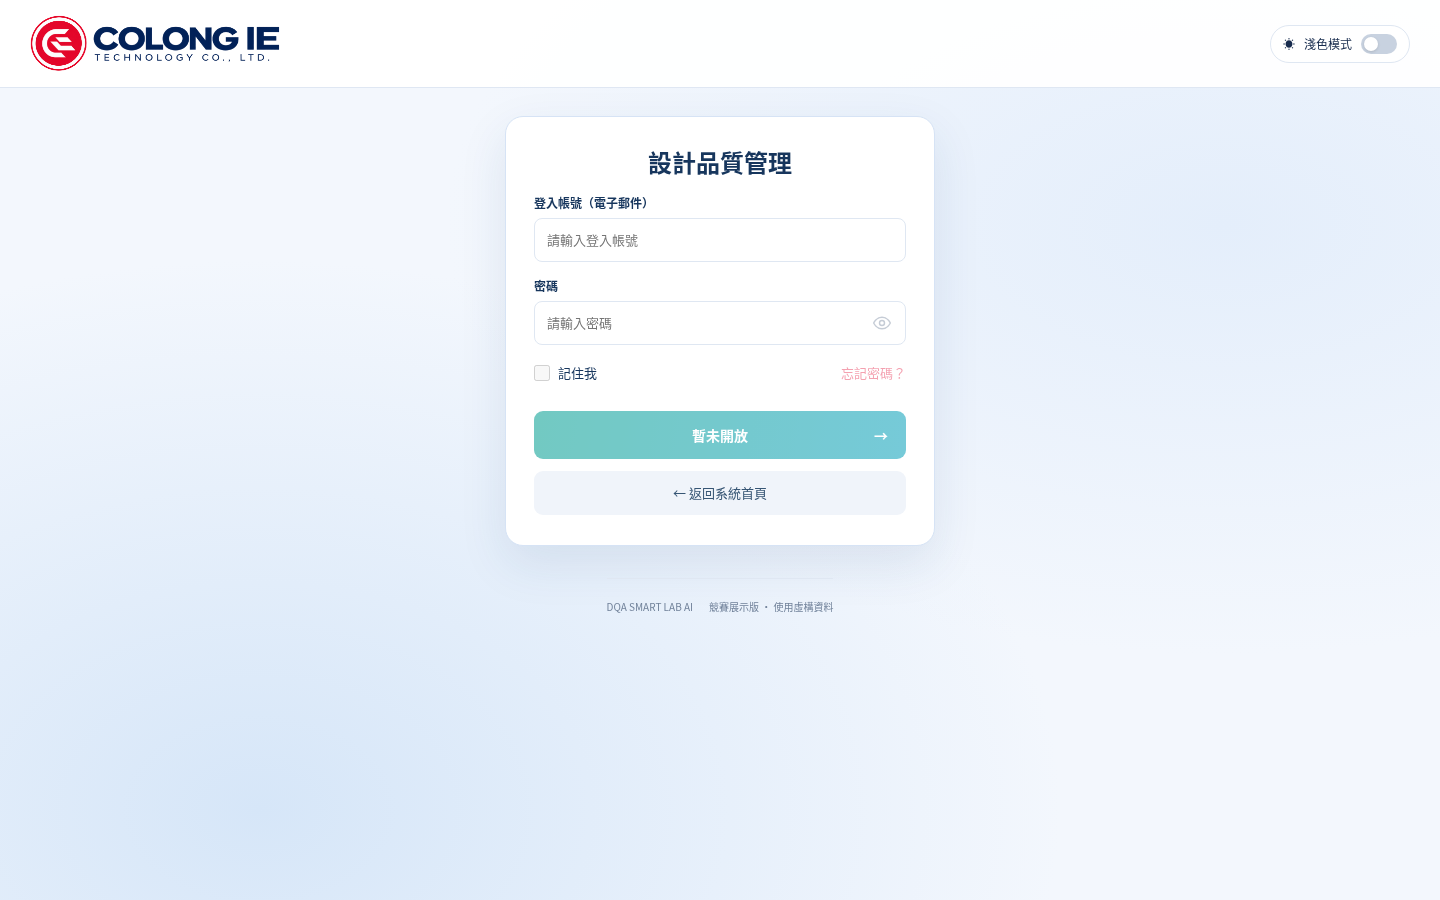 COLONG IE
TECHNOLOGY CO., LTD.
淺色模式
設計品質管理
登入帳號（電子郵件）
請輸入登入帳號
密碼
請輸入密碼
記住我
忘記密碼？
暫未開放 →
← 返回系統首頁
DQA SMART LAB AI 競賽展示版 · 使用虛構資料